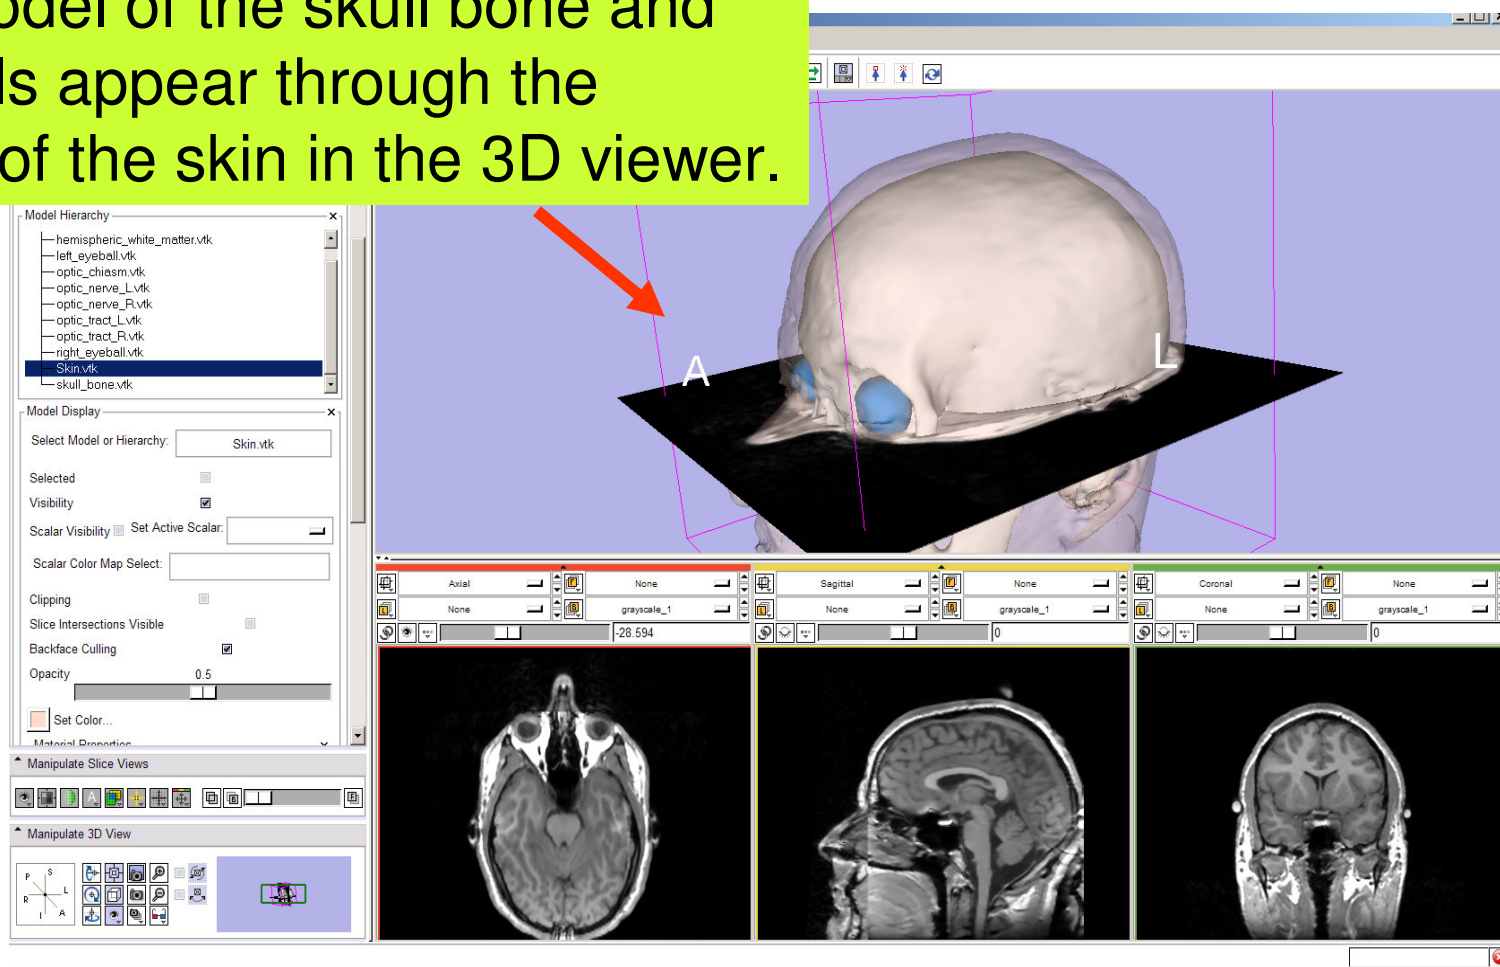 odel of the skull bone and
ls appear through the
of the skin in the 3D viewer.
Model Hierarchy
hemispheric_white_matter.vtk
left_eyeball.vtk
optic_chiasm.vtk
optic_nerve_L.vtk
optic_nerve_R.vtk
optic_tract_L.vtk
optic_tract_R.vtk
right_eyeball.vtk
Skin.vtk
skull_bone.vtk
Model Display
Select Model or Hierarchy: Skin.vtk
Selected
Visibility
Scalar Visibility Set Active Scalar:
Scalar Color Map Select:
Clipping
Slice Intersections Visible
Backface Culling
Opacity 0.5
Set Color...
Material Properties
Manipulate Slice Views
Manipulate 3D View
P S
R L
I A
A
L
Axial None
None grayscale_1
-28.594
Sagittal None
None grayscale_1
0
Coronal None
None grayscale_1
0